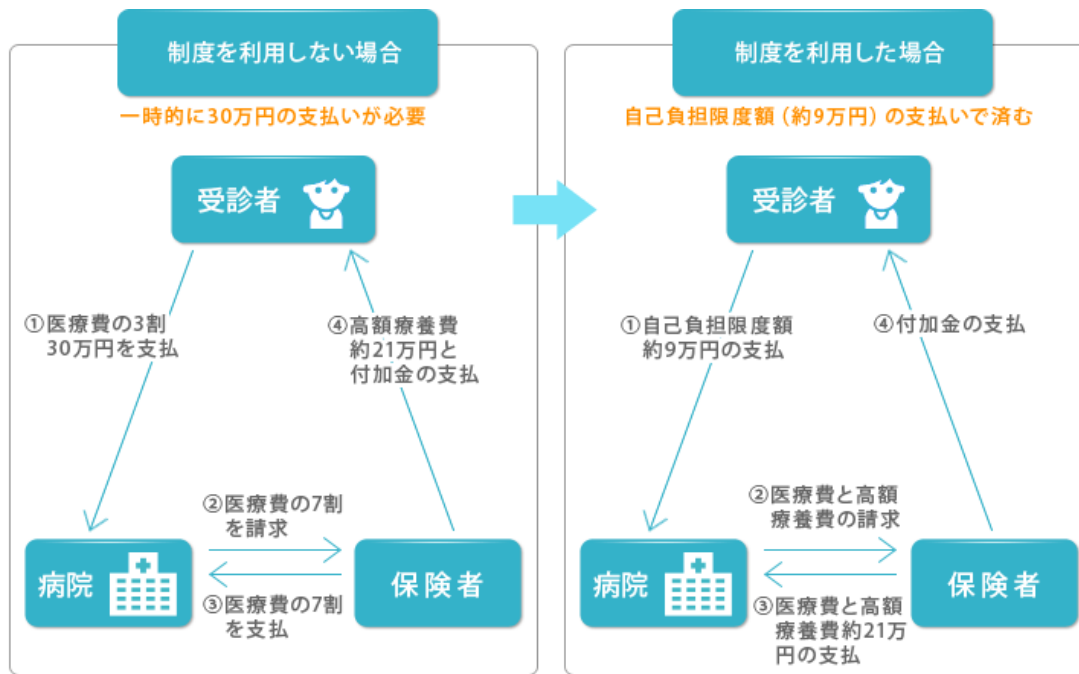 制度を利用しない場合
一時的に30万円の支払いが必要
受診者
①医療費の3割
30万円を支払
④高額療養費
約21万円と
付加金の支払
②医療費の7割
を請求
病院
保険者
③医療費の7割
を支払
制度を利用した場合
自己負担限度額（約9万円）の支払いで済む
受診者
①自己負担限度額
約9万円の支払
④付加金の支払
②医療費と高額
療養費の請求
病院
保険者
③医療費と高額
療養費約21万
円の支払